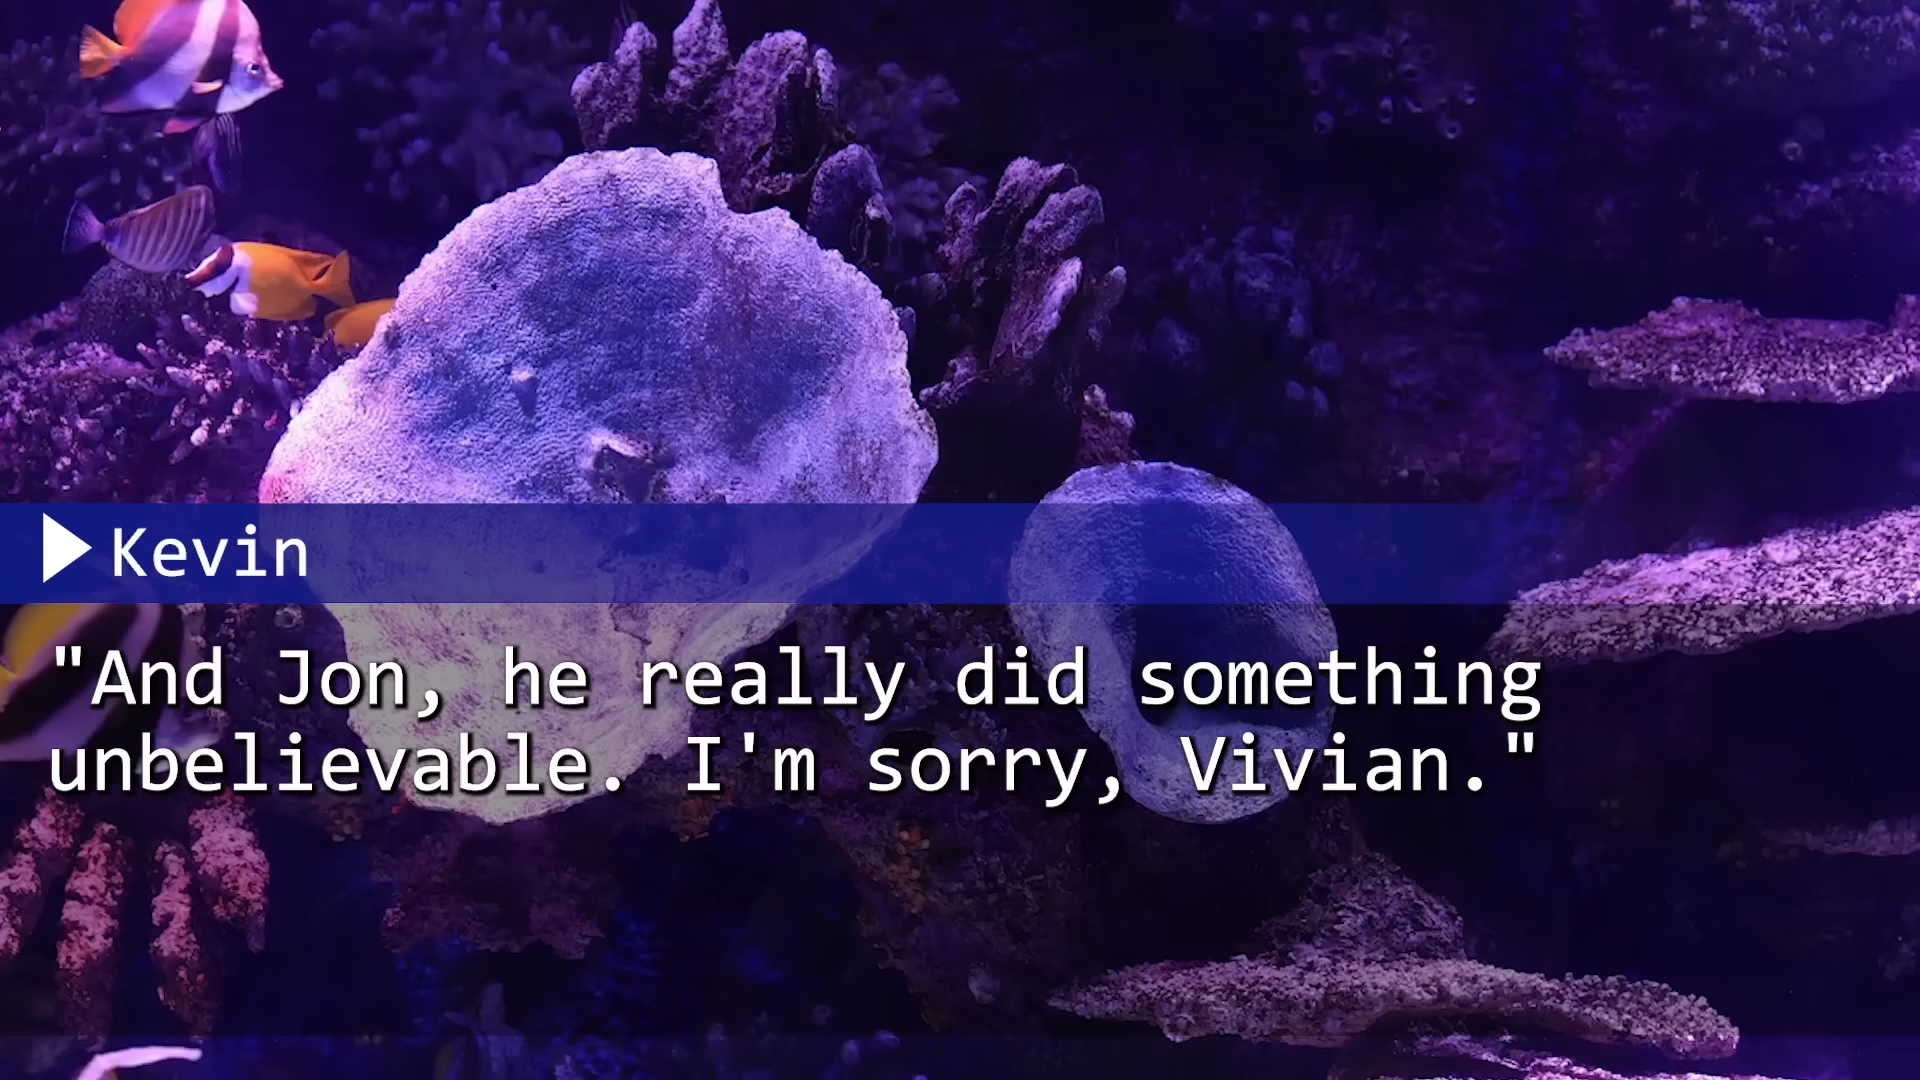 Kevin
"And Jon, he really did something
unbelievable. I'm sorry, Vivian."